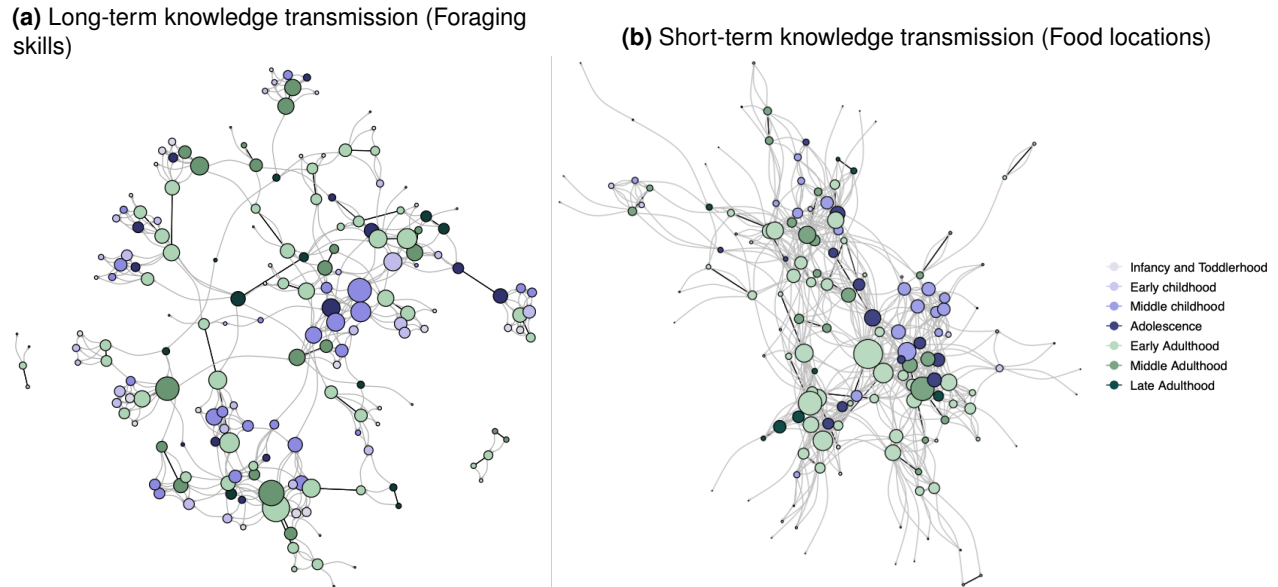 (a) Long-term knowledge transmission (Foraging
skills)
(b) Short-term knowledge transmission (Food locations)
Infancy and Toddlerhood
Early childhood
Middle childhood
Adolescence
Early Adulthood
Middle Adulthood
Late Adulthood